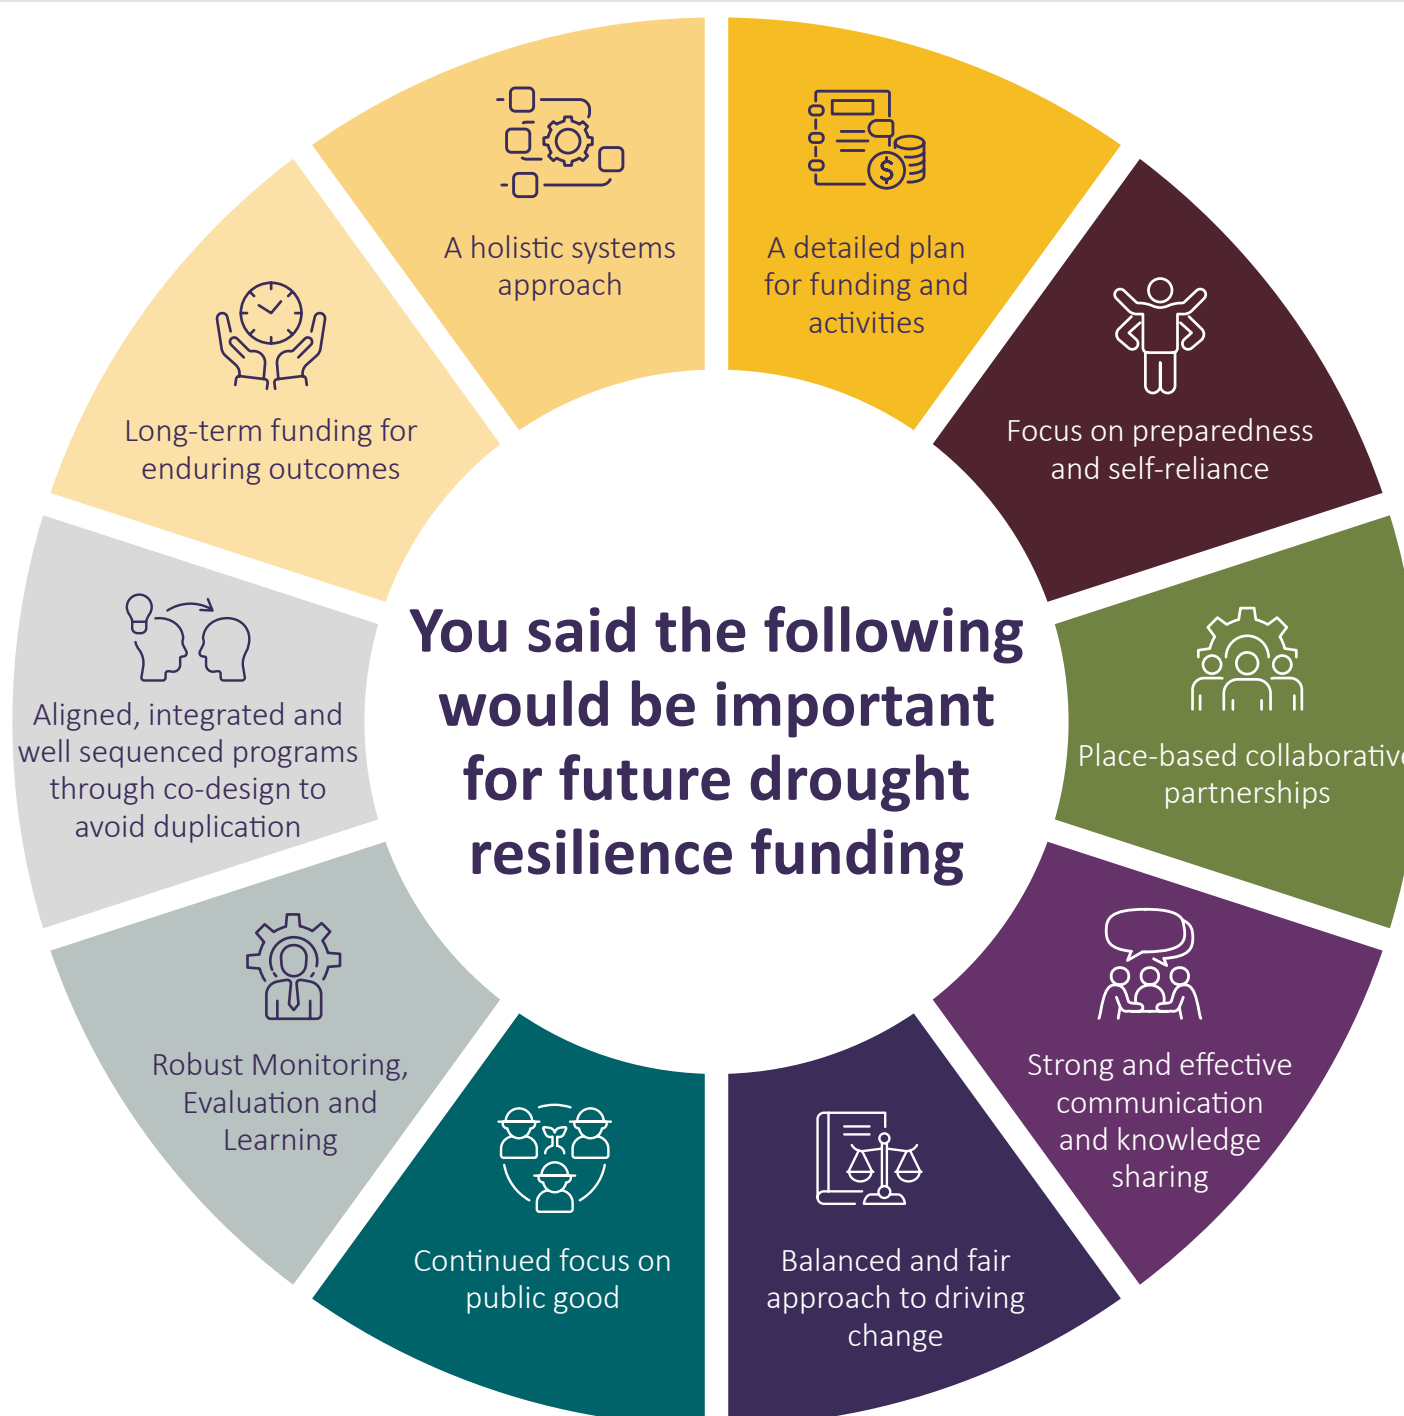 A holistic systems
approach
A detailed plan
for funding and
activities
$
Focus on preparedness
and self-reliance
Long-term funding for
enduring outcomes
You said the following
would be important
for future drought
resilience funding
Aligned, integrated and
well sequenced programs
through co-design to
avoid duplication
Place-based collaborative
partnerships
Strong and effective
communication
and knowledge
sharing
Robust Monitoring,
Evaluation and
Learning
Continued focus on
public good
Balanced and fair
approach to driving
change